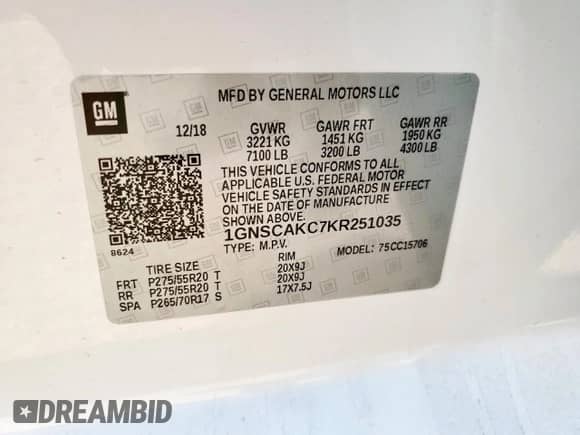 GM
MFD BY GENERAL MOTORS LLC
12/18 GVWR GAWR FRT GAWR RR
3221 KG 1451 KG 1950 KG
7100 LB 3200 LB 4300 LB
THIS VEHICLE CONFORMS TO ALL
APPLICABLE U.S. FEDERAL MOTOR
VEHICLE SAFETY STANDARDS IN EFFECT
ON THE DATE OF MANUFACTURE
SHOWN ABOVE.
1GNSCAKC7KR251035
8624 TYPE: M.P.V. MODEL: 75CC15706
TIRE SIZE RIM
FRT P275/55R20 T 20X9J
RR P275/55R20 T 20X9J
SPA P265/70R17 S 17X7.5J
#DREAMBID